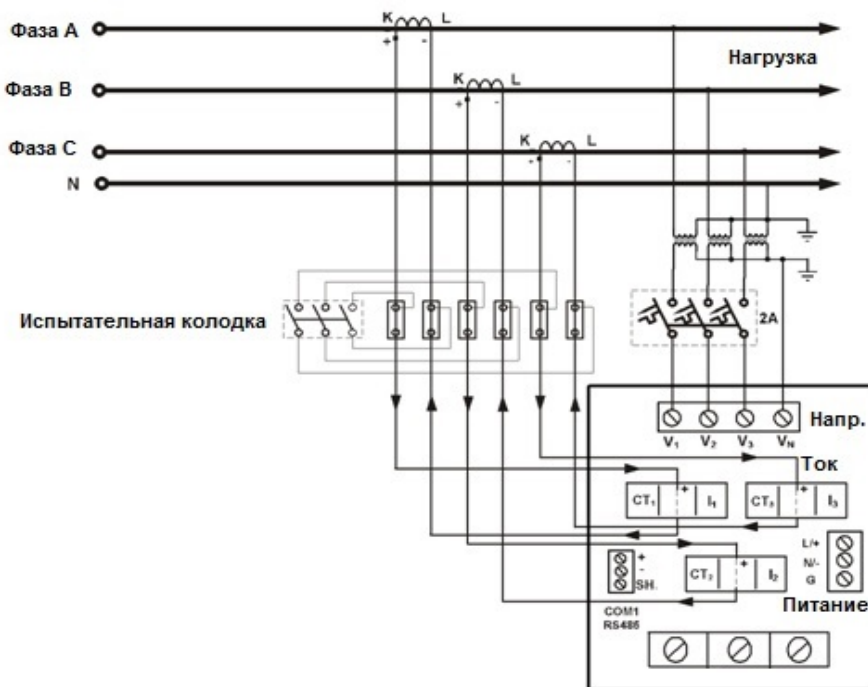 Фаза А
K
L
+
-
Нагрузка
Фаза В
K
L
+
-
Фаза С
K
L
+
-
N
Испытательная колодка
2A
Напр.
V₁ V₂ V₃ Vɴ
Ток
CT₁ + I₁
CT₃ + I₃
L/+
N/-
G
+
-
SH.
CT₂ + I₂
Питание
COM1
RS485